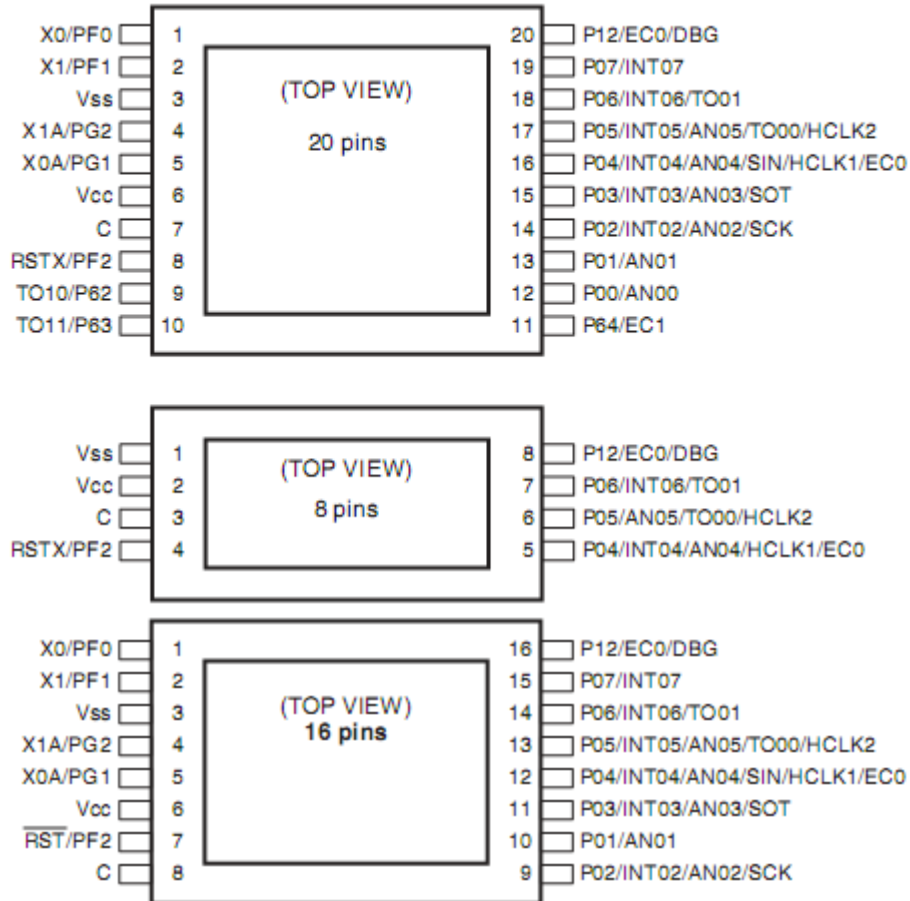 X0/PF0 1 20 P12/EC0/DBG
X1/PF1 2 19 P07/INT07
Vss 3 (TOP VIEW) 18 P06/INT06/TO01
X1A/PG2 4 20 pins 17 P05/INT05/AN05/TO00/HCLK2
X0A/PG1 5 16 P04/INT04/AN04/SIN/HCLK1/EC0
Vcc 6 15 P03/INT03/AN03/SOT
C 7 14 P02/INT02/AN02/SCK
RSTX/PF2 8 13 P01/AN01
TO10/P62 9 12 P00/AN00
TO11/P63 10 11 P64/EC1
Vss 1 (TOP VIEW) 8 P12/EC0/DBG
Vcc 2 7 P06/INT06/TO01
C 3 8 pins 6 P05/AN05/TO00/HCLK2
RSTX/PF2 4 5 P04/INT04/AN04/HCLK1/EC0
X0/PF0 1 16 P12/EC0/DBG
X1/PF1 2 15 P07/INT07
Vss 3 (TOP VIEW) 14 P06/INT06/TO01
X1A/PG2 4 16 pins 13 P05/INT05/AN05/TO00/HCLK2
X0A/PG1 5 12 P04/INT04/AN04/SIN/HCLK1/EC0
Vcc 6 11 P03/INT03/AN03/SOT
R̅S̅T̅/PF2 7 10 P01/AN01
C 8 9 P02/INT02/AN02/SCK